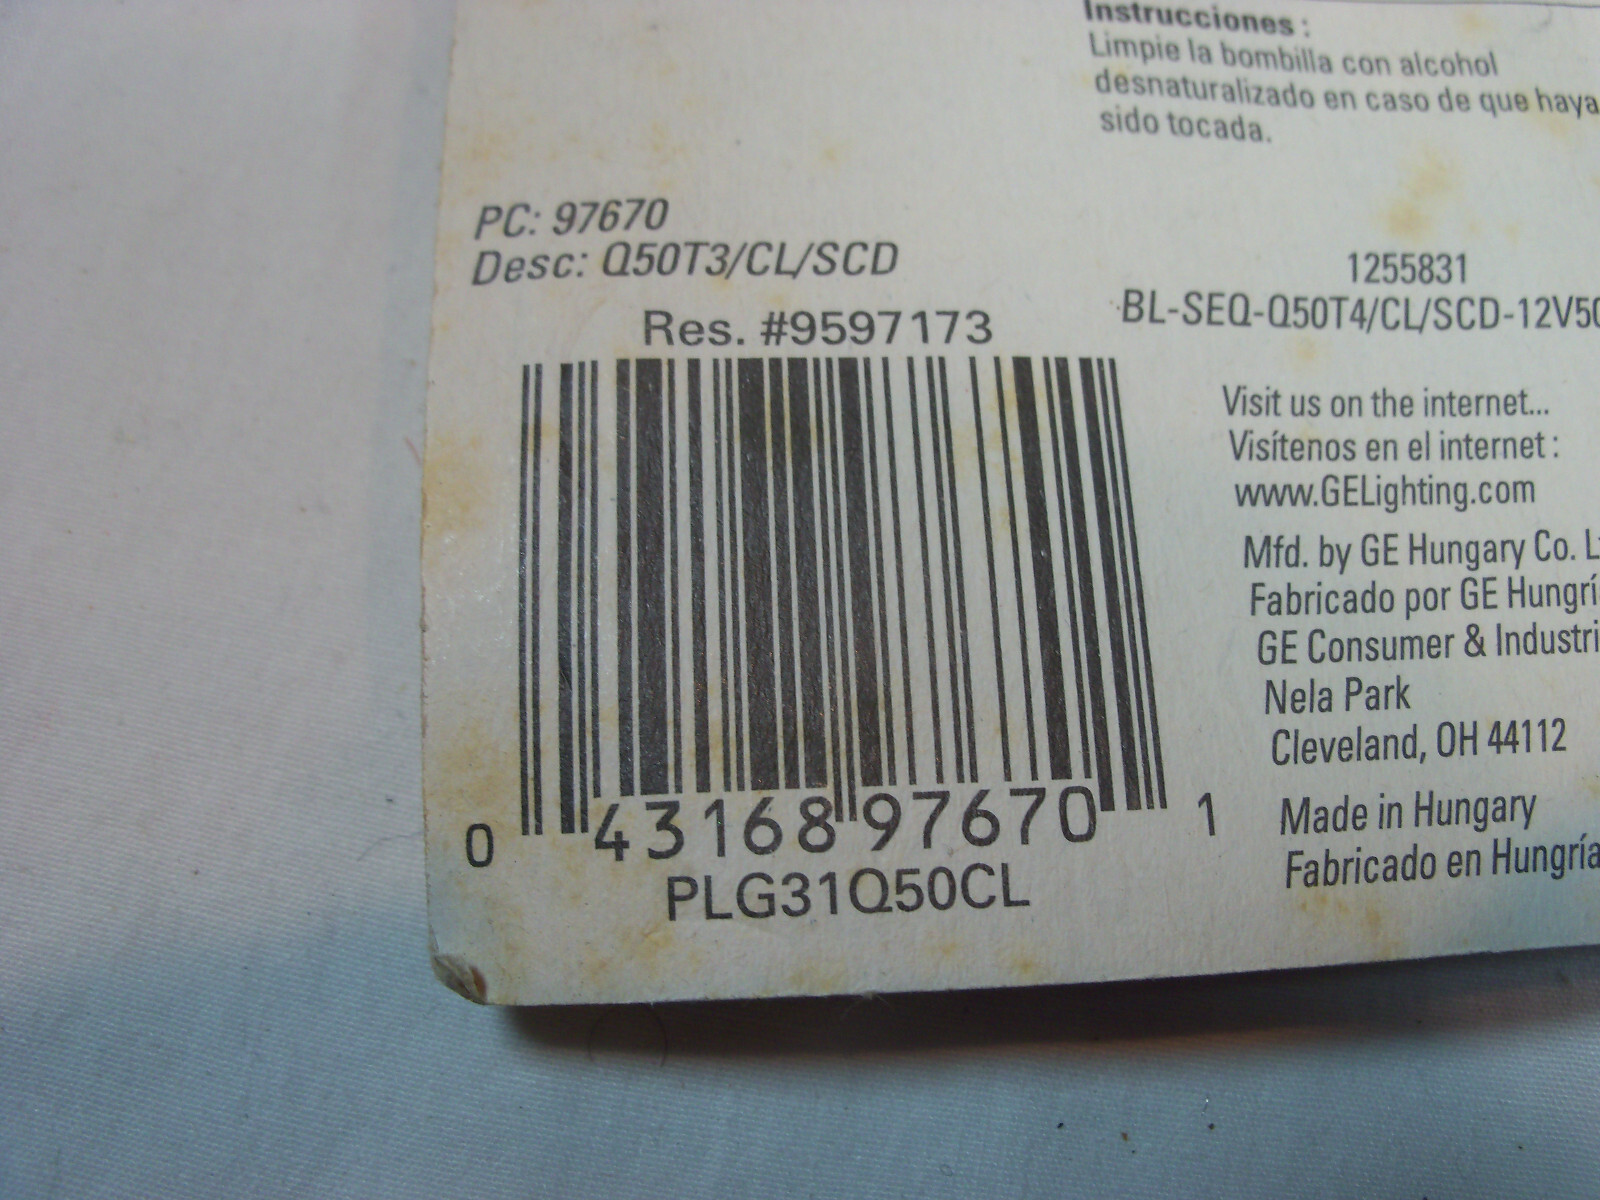 Instrucciones :
Limpie la bombilla con alcohol
desnaturalizado en caso de que haya
sido tocada.
PC: 97670
Desc: Q50T3/CL/SCD
Res. #9597173
0 43168 97670 1
PLG31Q50CL
1255831
BL-SEQ-Q50T4/CL/SCD-12V50
Visit us on the internet...
Visítenos en el internet :
www.GELighting.com
Mfd. by GE Hungary Co.
Fabricado por GE Hungrí
GE Consumer & Industri
Nela Park
Cleveland, OH 44112
Made in Hungary
Fabricado en Hungría